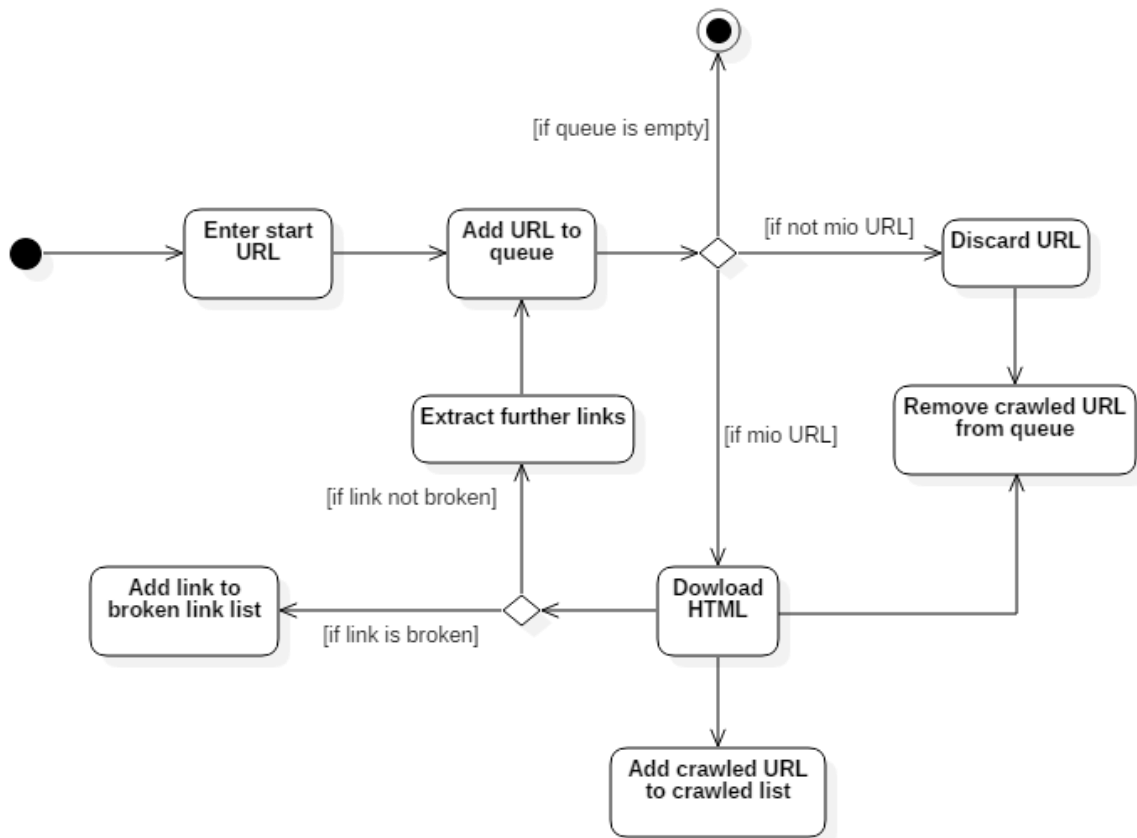 [if queue is empty]
Enter start
URL
Add URL to
queue
[if not mio URL]
Discard URL
Extract further links
Remove crawled URL
from queue
[if mio URL]
[if link not broken]
Add link to
broken link list
[if link is broken]
Dowload
HTML
Add crawled URL
to crawled list